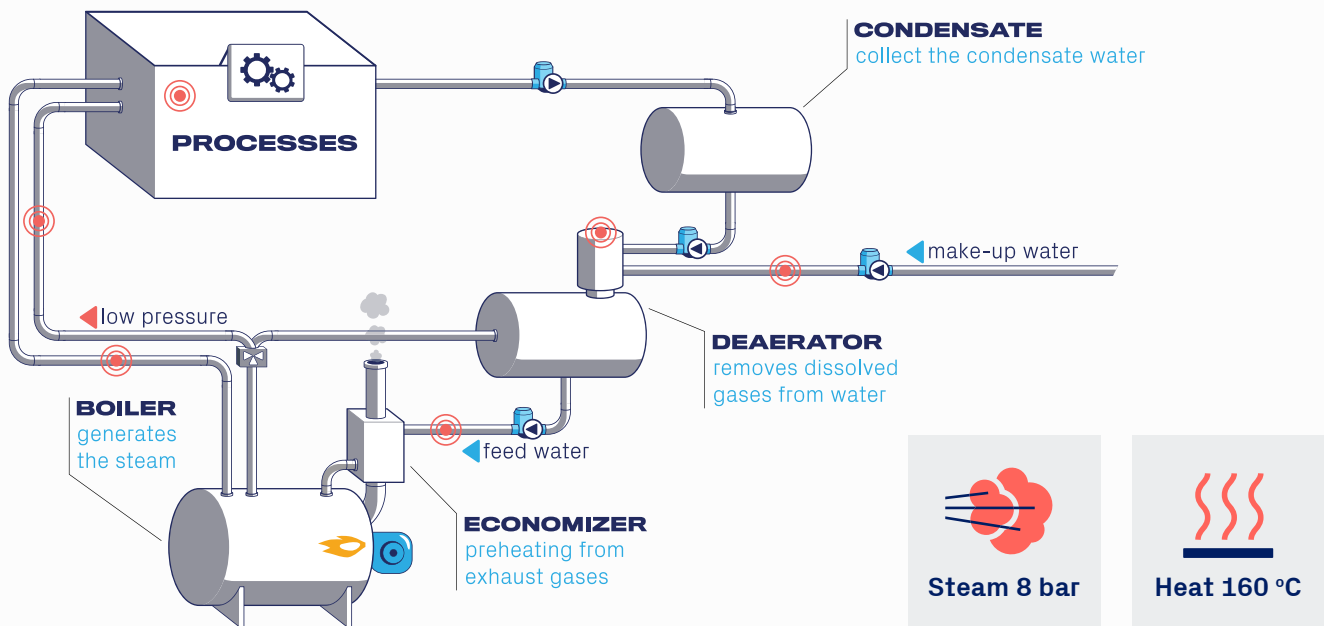 CONDENSATE
collect the condensate water
PROCESSES
make-up water
low pressure
DEAERATOR
removes dissolved
gases from water
BOILER
generates
the steam
feed water
ECONOMIZER
preheating from
exhaust gases
Steam 8 bar
Heat 160 ºC